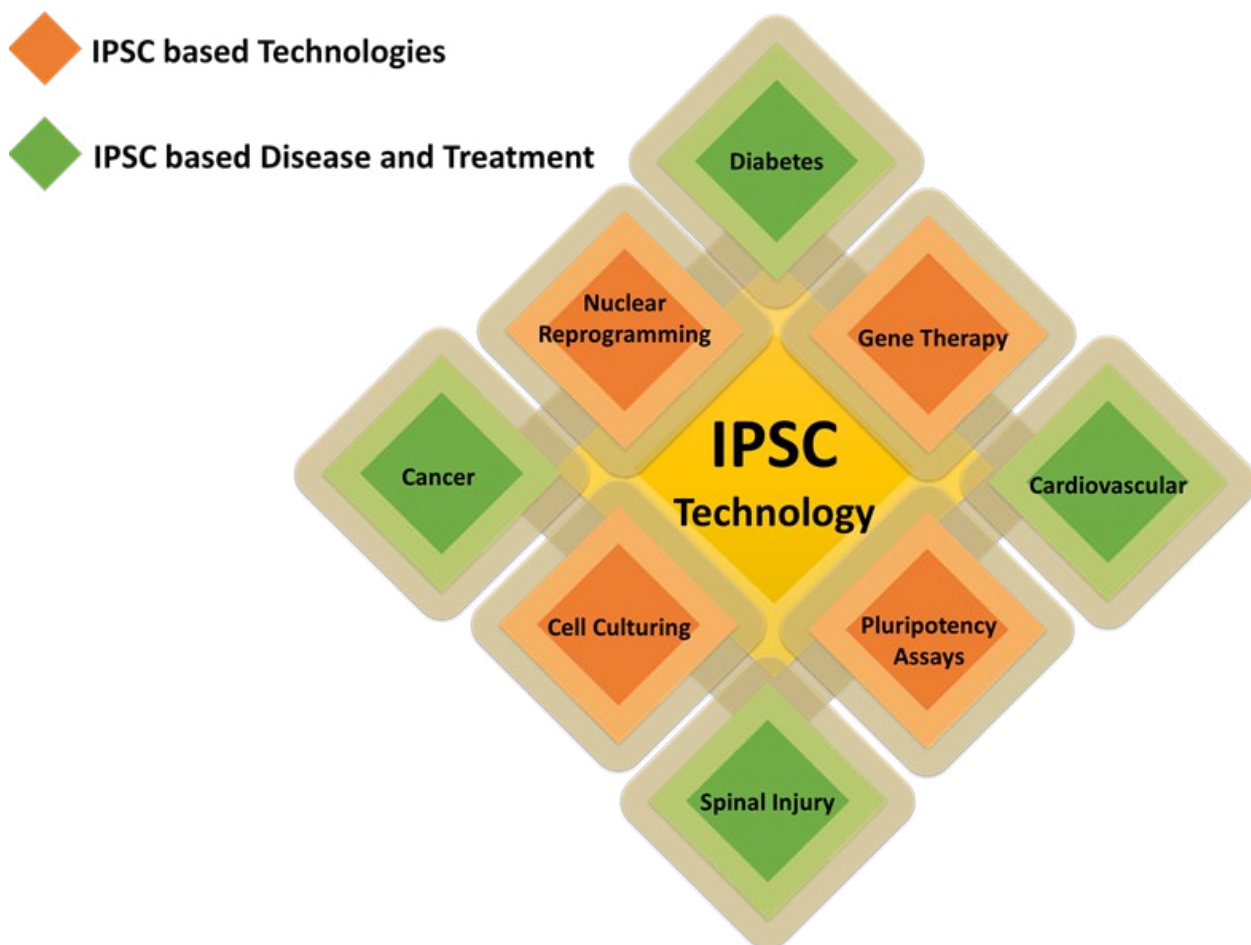 IPSC based Technologies
IPSC based Disease and Treatment
Diabetes
Nuclear
Reprogramming
Gene Therapy
Cancer
IPSC
Technology
Cardiovascular
Cell Culturing
Pluripotency
Assays
Spinal Injury